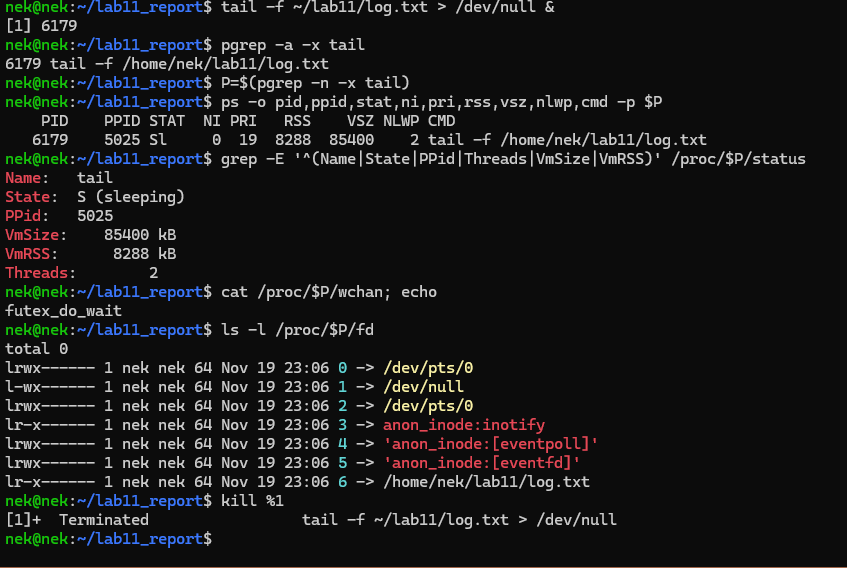 nek@nek:~/lab11_report$ tail -f ~/lab11/log.txt > /dev/null &
[1] 6179
nek@nek:~/lab11_report$ pgrep -a -x tail
6179 tail -f /home/nek/lab11/log.txt
nek@nek:~/lab11_report$ P=$(pgrep -n -x tail)
nek@nek:~/lab11_report$ ps -o pid,ppid,stat,ni,pri,rss,vsz,nlwp,cmd -p $P
    PID    PPID STAT  NI PRI   RSS    VSZ NLWP CMD
   6179    5025 Sl     0  19  8288  85400    2 tail -f /home/nek/lab11/log.txt
nek@nek:~/lab11_report$ grep -E '^(Name|State|PPid|Threads|VmSize|VmRSS)' /proc/$P/status
Name:   tail
State:  S (sleeping)
PPid:   5025
VmSize:    85400 kB
VmRSS:      8288 kB
Threads:        2
nek@nek:~/lab11_report$ cat /proc/$P/wchan; echo
futex_do_wait
nek@nek:~/lab11_report$ ls -l /proc/$P/fd
total 0
lrwx------ 1 nek nek 64 Nov 19 23:06 0 -> /dev/pts/0
l-wx------ 1 nek nek 64 Nov 19 23:06 1 -> /dev/null
lrwx------ 1 nek nek 64 Nov 19 23:06 2 -> /dev/pts/0
lr-x------ 1 nek nek 64 Nov 19 23:06 3 -> anon_inode:inotify
lrwx------ 1 nek nek 64 Nov 19 23:06 4 -> 'anon_inode:[eventpoll]'
lrwx------ 1 nek nek 64 Nov 19 23:06 5 -> 'anon_inode:[eventfd]'
lr-x------ 1 nek nek 64 Nov 19 23:06 6 -> /home/nek/lab11/log.txt
nek@nek:~/lab11_report$ kill %1
[1]+  Terminated                 tail -f ~/lab11/log.txt > /dev/null
nek@nek:~/lab11_report$